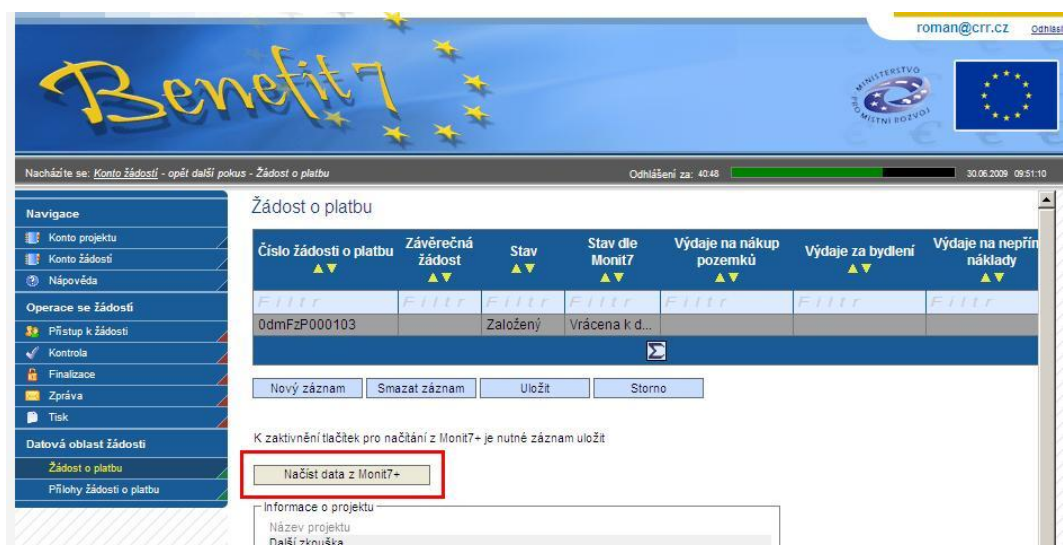 roman@crr.cz
Benefit7
MINISTERSTVO
PRO MÍSTNÍ ROZVOJ
Nacházíte se: Konto žádostí - opět další pokus - Žádost o platbu
Odhlášení za: 40:48
30.06.2009 09:51:10
Navigace
Konto projektu
Konto žádostí
Nápověda
Operace se žádostí
Přístup k žádosti
Kontrola
Finalizace
Zpráva
Tisk
Datová oblast žádosti
Žádost o platbu
Přílohy žádosti o platbu
Žádost o platbu
Číslo žádosti o platbu
Závěrečná žádost
Stav
Stav dle Monit7
Výdaje na nákup pozemků
Výdaje za bydlení
Výdaje na nepřím
náklady
Filtr Filtr Filtr Filtr Filtr Filtr Filtr
0dmFzP000103 Založený Vrácena k d...
Σ
Nový záznam Smazat záznam Uložit Storno
K zaktivnění tlačítek pro načítání z Monit7+ je nutné záznam uložit
Načíst data z Monit7+
Informace o projektu
Název projektu
Další zkouška